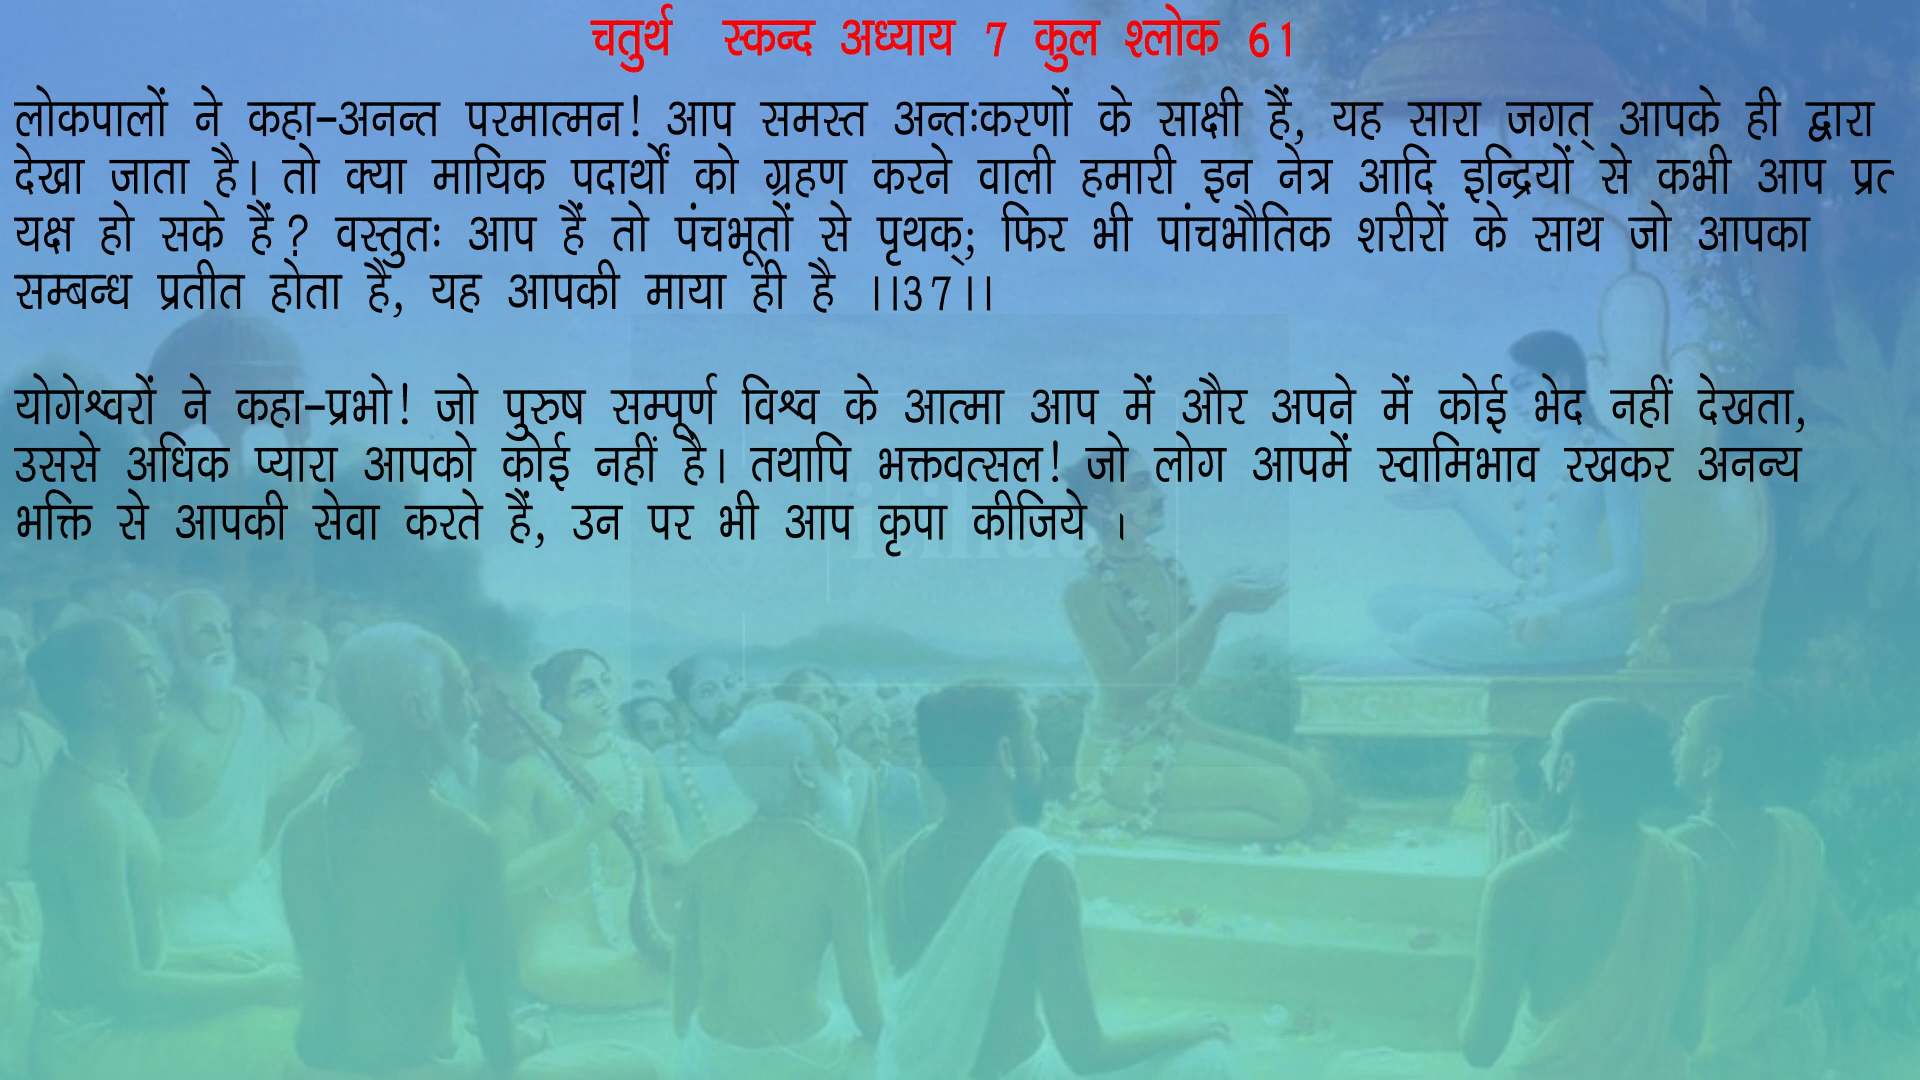 चतुर्थ स्कन्द अध्याय 7 कुल श्लोक 61
लोकपालों ने कहा-अनन्त परमात्मन! आप समस्त अन्तःकरणों के साक्षी हैं, यह सारा जगत् आपके ही द्वारा
देखा जाता है। तो क्या मायिक पदार्थों को ग्रहण करने वाली हमारी इन नेत्र आदि इन्द्रियों से कभी आप प्रत्
यक्ष हो सके हैं? वस्तुतः आप हैं तो पंचभूतों से पृथक्; फिर भी पांचभौतिक शरीरों के साथ जो आपका
सम्बन्ध प्रतीत होता है, यह आपकी माया ही है ।।37।।
योगेश्वरों ने कहा-प्रभो! जो पुरुष सम्पूर्ण विश्व के आत्मा आप में और अपने में कोई भेद नहीं देखता,
उससे अधिक प्यारा आपको कोई नहीं है। तथापि भक्तवत्सल! जो लोग आपमें स्वामिभाव रखकर अनन्य
भक्ति से आपकी सेवा करते हैं, उन पर भी आप कृपा कीजिये ।